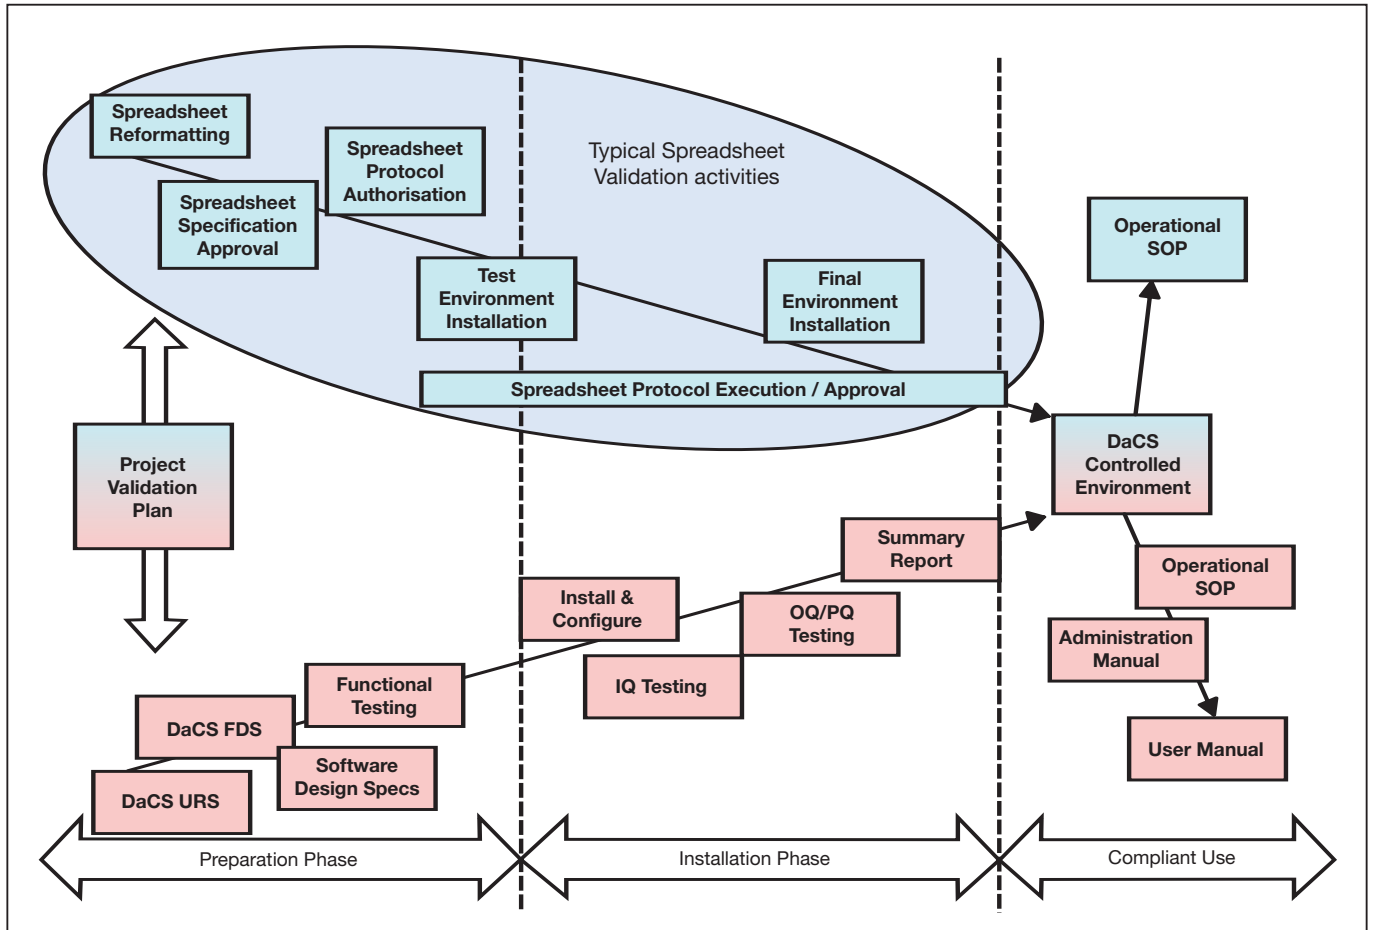 Spreadsheet
Reformatting
Spreadsheet
Protocol
Authorisation
Typical Spreadsheet
Validation activities
Spreadsheet
Specification
Approval
Operational
SOP
Test
Environment
Installation
Final
Environment
Installation
Spreadsheet Protocol Execution / Approval
Project
Validation
Plan
DaCS
Controlled
Environment
Summary
Report
Operational
SOP
Install &
Configure
OQ/PQ
Testing
Administration
Manual
IQ Testing
Functional
Testing
DaCS FDS
User Manual
Software
Design Specs
DaCS URS
Preparation Phase
Installation Phase
Compliant Use